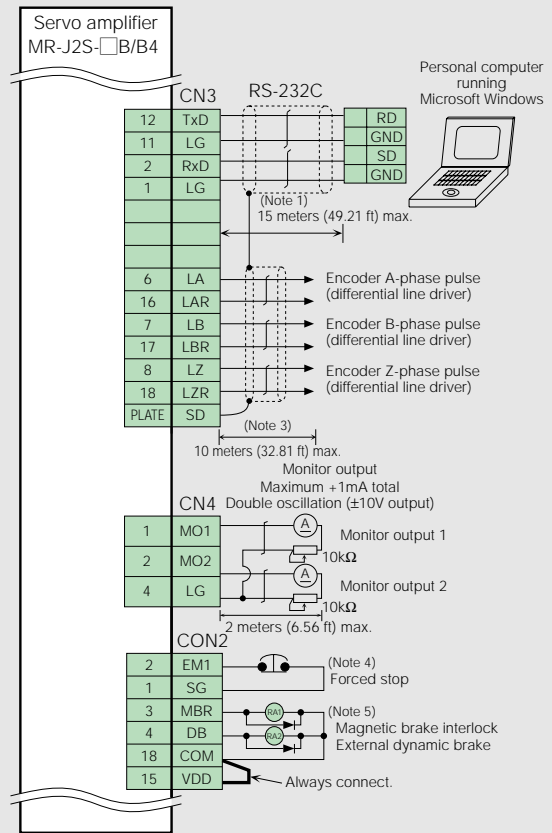 Servo amplifier
MR-J2S-□B/B4
Personal computer
running
Microsoft Windows
CN3
RS-232C
12 TxD RD
11 LG GND
2 RxD SD
1 LG GND
(Note 1)
15 meters (49.21 ft) max.
6 LA Encoder A-phase pulse
16 LAR (differential line driver)
7 LB Encoder B-phase pulse
17 LBR (differential line driver)
8 LZ Encoder Z-phase pulse
18 LZR (differential line driver)
PLATE SD
(Note 3)
10 meters (32.81 ft) max.
Monitor output
Maximum +1mA total
Double oscillation (±10V output)
CN4
1 MO1 A Monitor output 1
10kΩ
2 MO2 A
4 LG Monitor output 2
10kΩ
2 meters (6.56 ft) max.
CON2
2 EM1 (Note 4)
1 SG Forced stop
3 MBR RA1 (Note 5)
Magnetic brake interlock
4 DB RA2 External dynamic brake
18 COM
15 VDD Always connect.